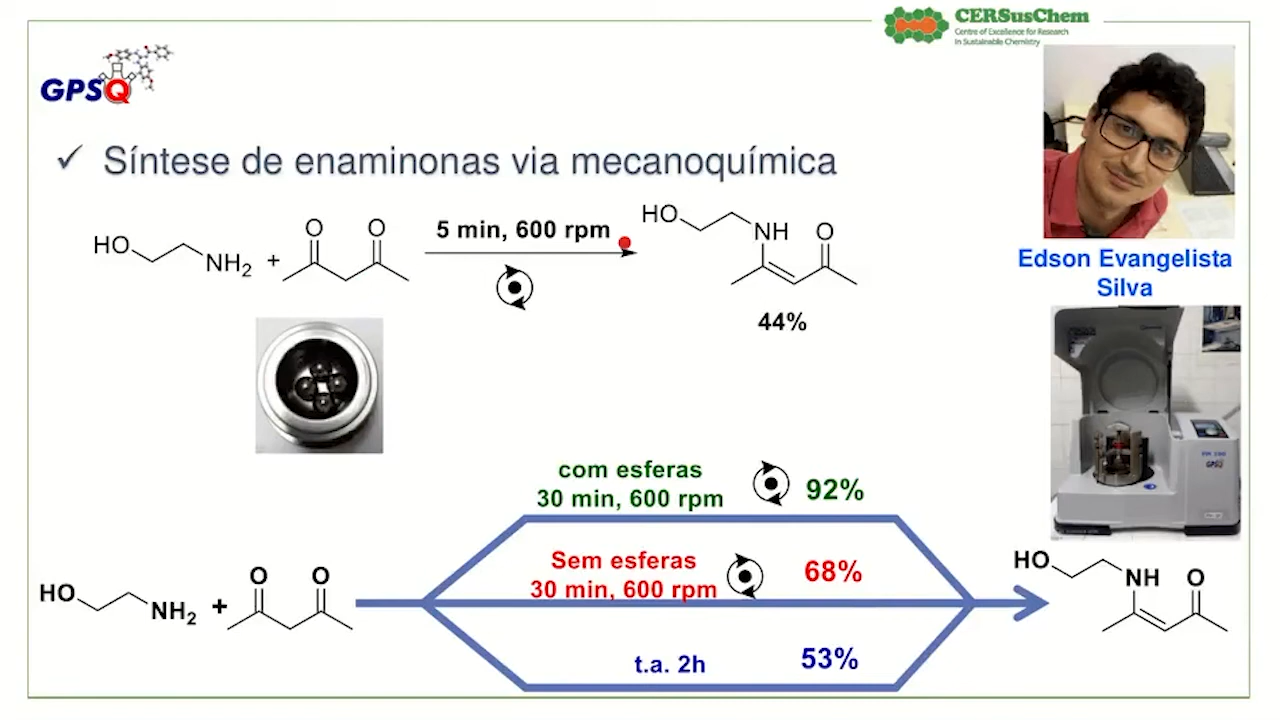 CERSusChem
Centre of Excellence for Research
in Sustainable Chemistry
GPSQ
✓ Síntese de enaminonas via mecanoquímica
HO
NH2
+
O O
5 min, 600 rpm
HO
NH
O
44%
Edson Evangelista
Silva
com esferas
30 min, 600 rpm
92%
Sem esferas
30 min, 600 rpm
68%
t.a. 2h
53%
HO
NH2
+
O O
HO
NH
O
GPSQ